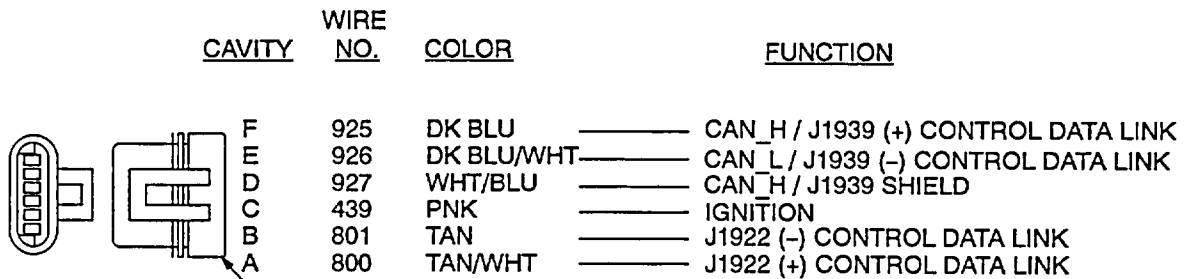 WIRE
CAVITY NO. COLOR FUNCTION
F 925 DK BLU CAN_H / J1939 (+) CONTROL DATA LINK
E 926 DK BLU/WHT CAN_L / J1939 (–) CONTROL DATA LINK
D 927 WHT/BLU CAN_H / J1939 SHIELD
C 439 PNK IGNITION
B 801 TAN J1922 (–) CONTROL DATA LINK
A 800 TAN/WHT J1922 (+) CONTROL DATA LINK